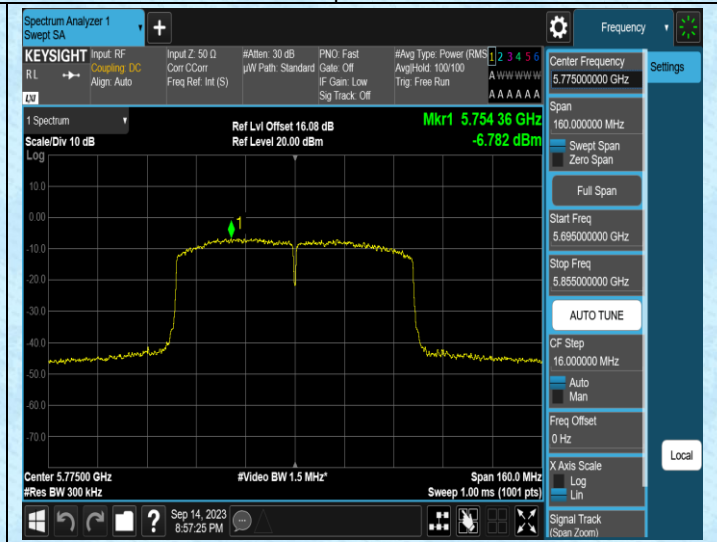 Spectrum Analyzer 1
Swept SA
+
Frequency
KEYSIGHT
RL
LXI
Input: RF
Coupling: DC
Align: Auto
Input Z: 50 Ω
Corr CCorr
Freq Ref: Int (S)
#Atten: 30 dB
µW Path: Standard
PNO: Fast
Gate: Off
IF Gain: Low
Sig Track: Off
#Avg Type: Power (RMS
Avg|Hold: 100/100
Trig: Free Run
1 2 3 4 5 6
A W W W W W
A A A A A A
1 Spectrum
Scale/Div 10 dB
Log
Ref Lvl Offset 16.08 dB
Ref Level 20.00 dBm
Mkr1 5.754 36 GHz
-6.782 dBm
10.0
0.00
-10.0
-20.0
-30.0
-40.0
-50.0
-60.0
-70.0
1
Center 5.77500 GHz
#Res BW 300 kHz
#Video BW 1.5 MHz*
Span 160.0 MHz
Sweep 1.00 ms (1001 pts)
Center Frequency
5.775000000 GHz
Span
160.000000 MHz
Swept Span
Zero Span
Full Span
Start Freq
5.695000000 GHz
Stop Freq
5.855000000 GHz
AUTO TUNE
CF Step
16.000000 MHz
Auto
Man
Freq Offset
0 Hz
X Axis Scale
Log
Lin
Signal Track
(Span Zoom)
Settings
Local
?
Sep 14, 2023
8:57:25 PM